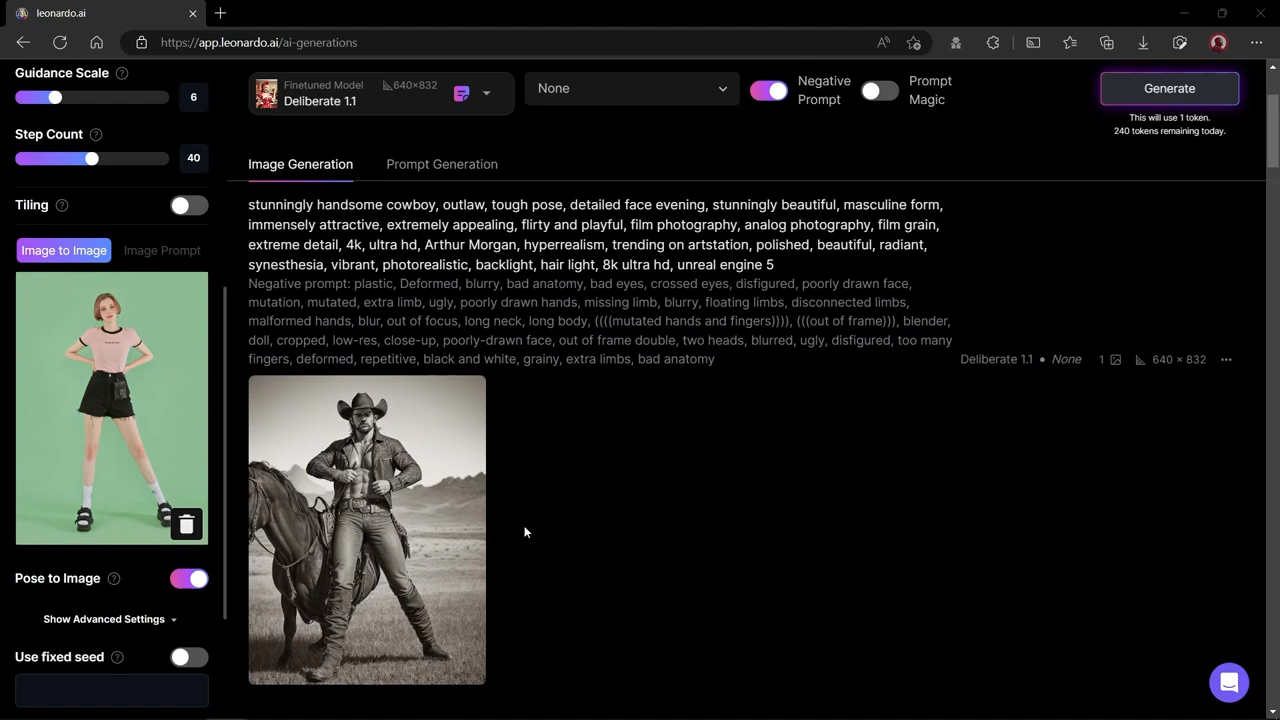 leonardo.ai
https://app.leonardo.ai/ai-generations
Guidance Scale
6
Step Count
40
Tiling
Image to Image
Image Prompt
Pose to Image
Show Advanced Settings
Use fixed seed
Finetuned Model
640×832
Deliberate 1.1
None
Negative
Prompt
Prompt
Magic
Generate
This will use 1 token.
240 tokens remaining today.
Image Generation
Prompt Generation
stunningly handsome cowboy, outlaw, tough pose, detailed face evening, stunningly beautiful, masculine form,
immensely attractive, extremely appealing, flirty and playful, film photography, analog photography, film grain,
extreme detail, 4k, ultra hd, Arthur Morgan, hyperrealism, trending on artstation, polished, beautiful, radiant,
synesthesia, vibrant, photorealistic, backlight, hair light, 8k ultra hd, unreal engine 5
Negative prompt: plastic, Deformed, blurry, bad anatomy, bad eyes, crossed eyes, disfigured, poorly drawn face,
mutation, mutated, extra limb, ugly, poorly drawn hands, missing limb, blurry, floating limbs, disconnected limbs,
malformed hands, blur, out of focus, long neck, long body, ((((mutated hands and fingers)))), (((out of frame))), blender,
doll, cropped, low-res, close-up, poorly-drawn face, out of frame double, two heads, blurred, ugly, disfigured, too many
fingers, deformed, repetitive, black and white, grainy, extra limbs, bad anatomy
Deliberate 1.1 • None 1 640 × 832